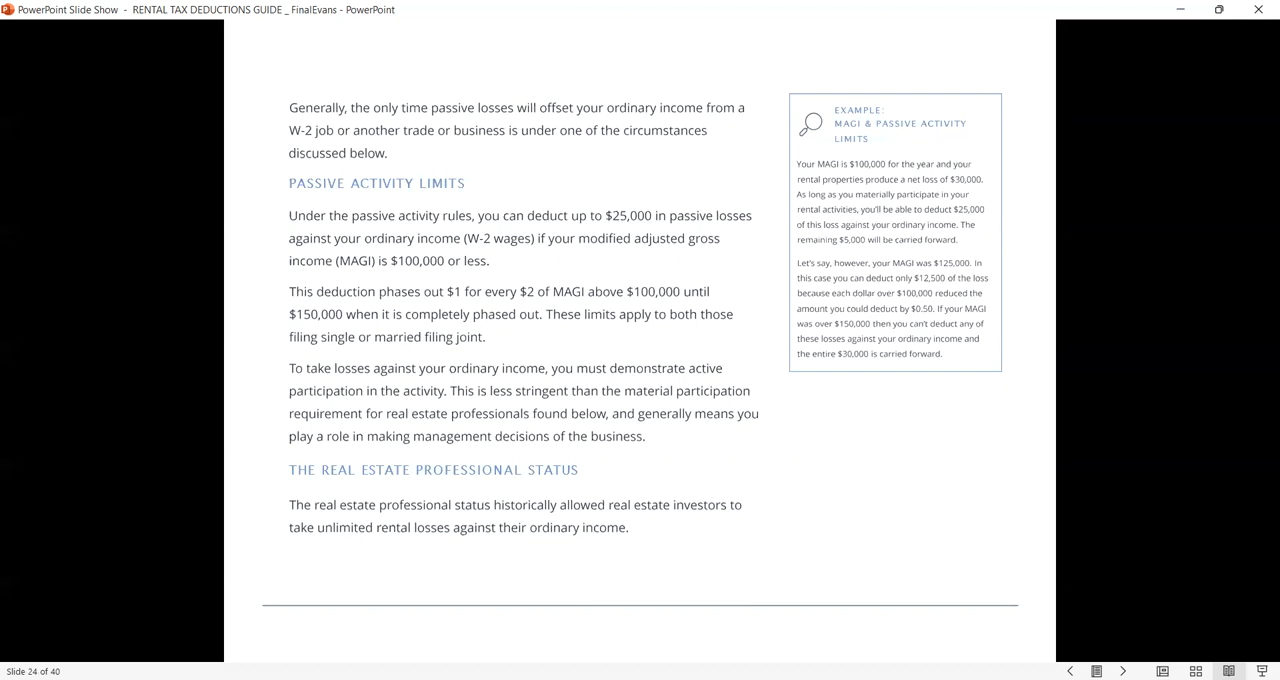 PowerPoint Slide Show - RENTAL TAX DEDUCTIONS GUIDE _ FinalEvans - PowerPoint
Generally, the only time passive losses will offset your ordinary income from a
W-2 job or another trade or business is under one of the circumstances
discussed below.
PASSIVE ACTIVITY LIMITS
Under the passive activity rules, you can deduct up to $25,000 in passive losses
against your ordinary income (W-2 wages) if your modified adjusted gross
income (MAGI) is $100,000 or less.
This deduction phases out $1 for every $2 of MAGI above $100,000 until
$150,000 when it is completely phased out. These limits apply to both those
filing single or married filing joint.
To take losses against your ordinary income, you must demonstrate active
participation in the activity. This is less stringent than the material participation
requirement for real estate professionals found below, and generally means you
play a role in making management decisions of the business.
THE REAL ESTATE PROFESSIONAL STATUS
The real estate professional status historically allowed real estate investors to
take unlimited rental losses against their ordinary income.
EXAMPLE:
MAGI & PASSIVE ACTIVITY
LIMITS
Your MAGI is $100,000 for the year and your
rental properties produce a net loss of $30,000.
As long as you materially participate in your
rental activities, you'll be able to deduct $25,000
of this loss against your ordinary income. The
remaining $5,000 will be carried forward.
Let's say, however, your MAGI was $125,000. In
this case you can deduct only $12,500 of the loss
because each dollar over $100,000 reduced the
amount you could deduct by $0.50. If your MAGI
was over $150,000 then you can't deduct any of
these losses against your ordinary income and
the entire $30,000 is carried forward.
Slide 24 of 40